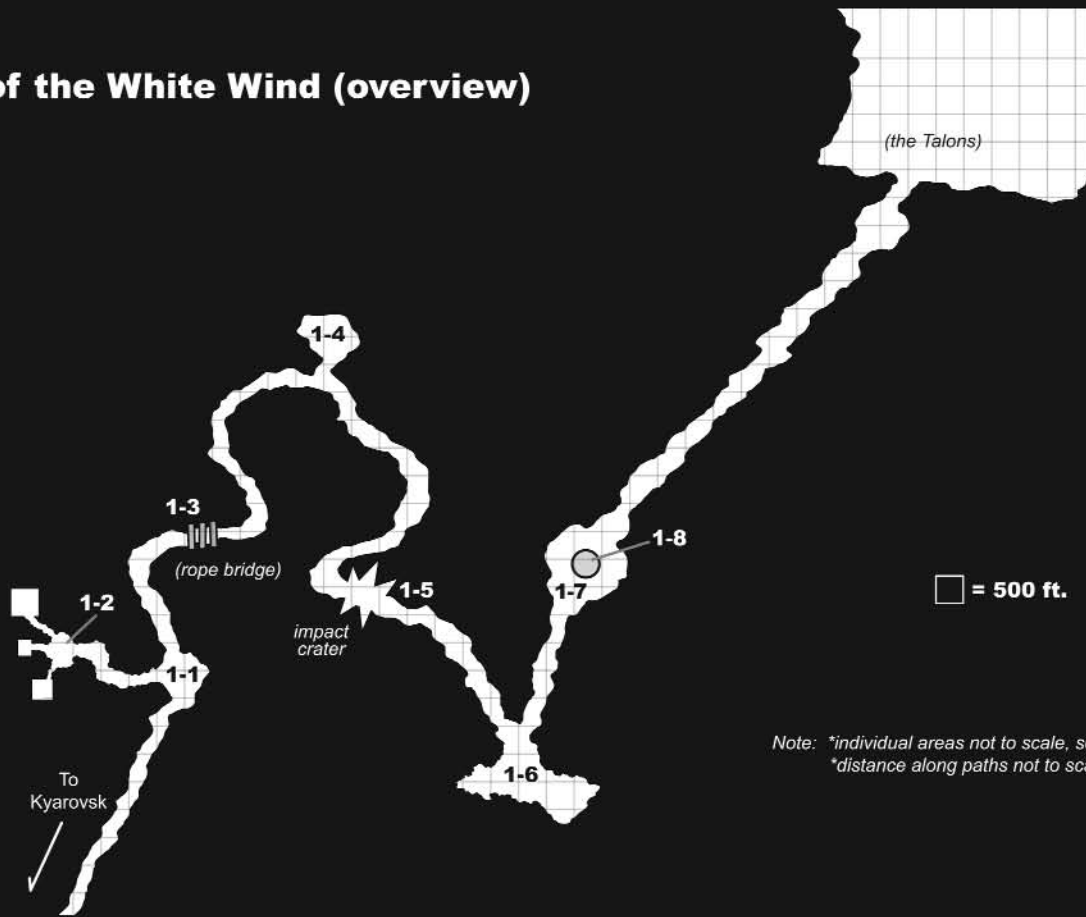 of the White Wind (overview)
(the Talons)
1-4
1-3
(rope bridge)
1-8
1-7
1-5
= 500 ft.
1-2
impact
crater
1-1
Note: *individual areas not to scale,
*distance along paths not to
1-6
To
Kyarovsk